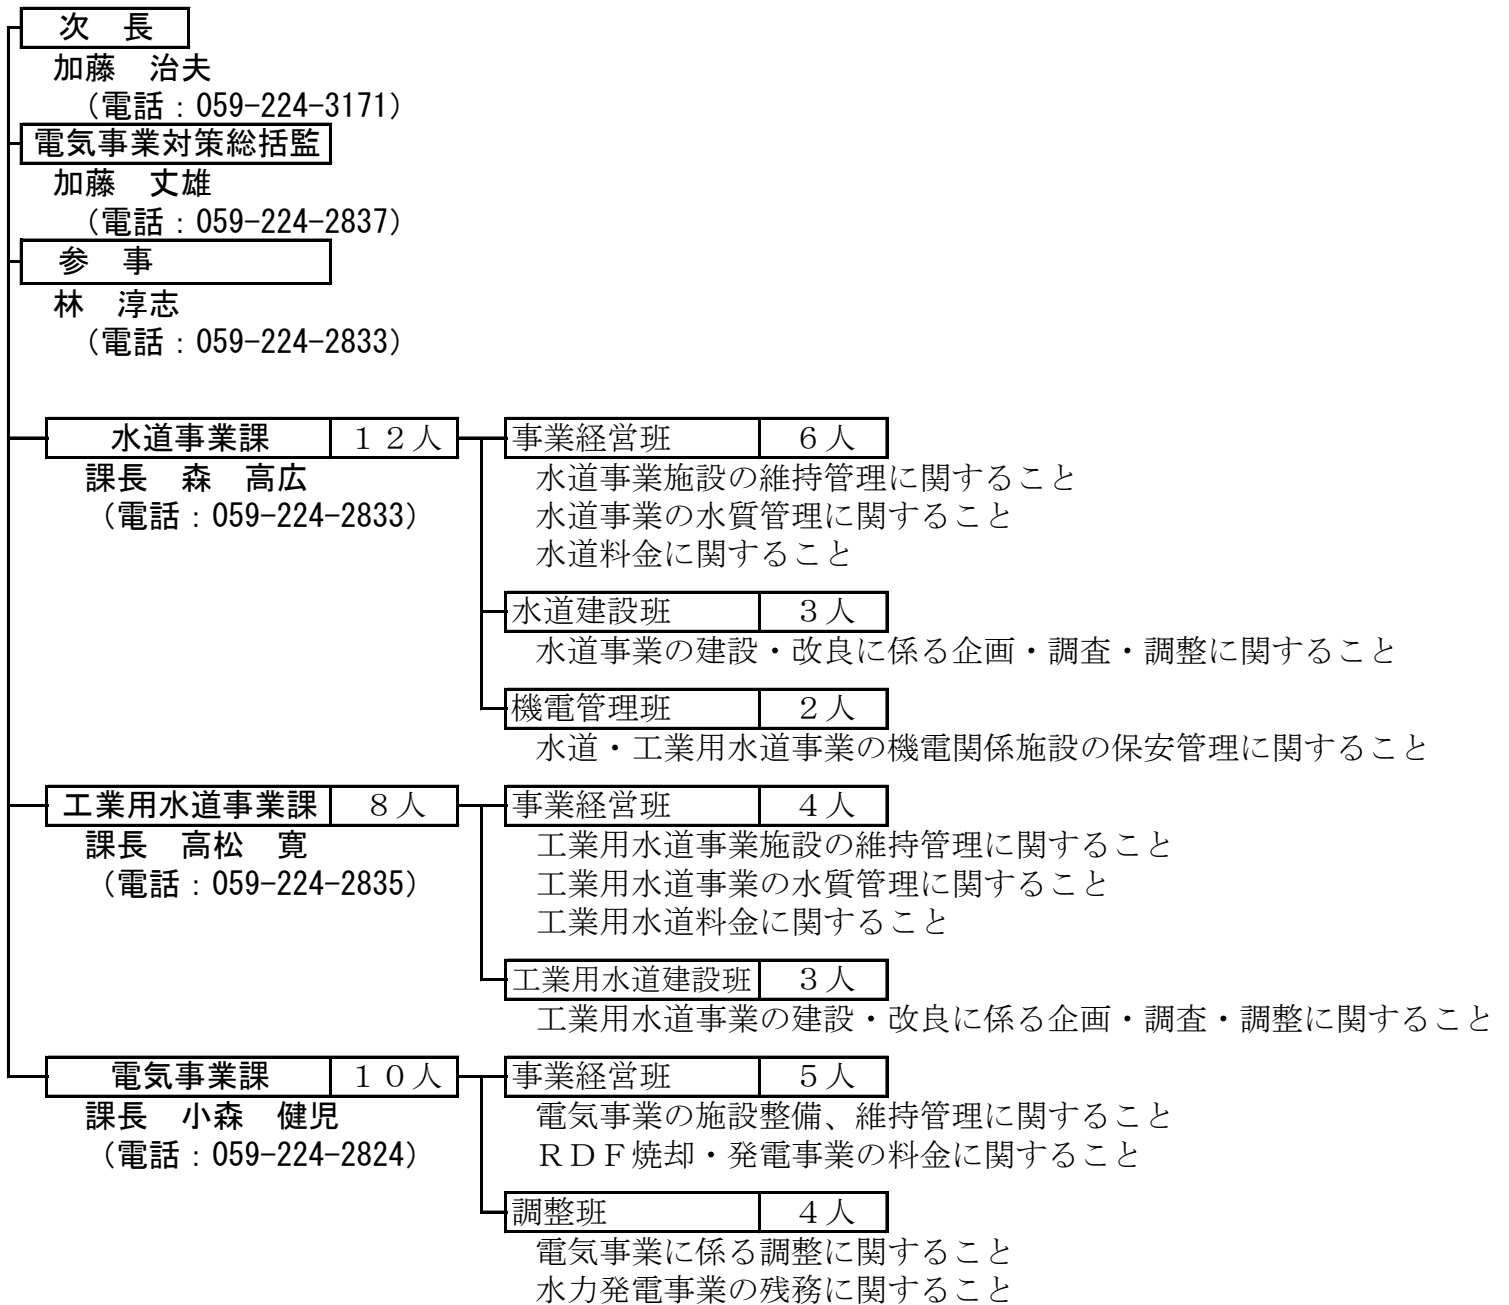 次　長
加藤　治夫
（電話：059-224-3171）
電気事業対策総括監
加藤　丈雄
（電話：059-224-2837）
参　事
林　淳志
（電話：059-224-2833）
水道事業課　１２人
課長　森　高広
（電話：059-224-2833）
事業経営班　６人
水道事業施設の維持管理に関すること
水道事業の水質管理に関すること
水道料金に関すること
水道建設班　３人
水道事業の建設・改良に係る企画・調査・調整に関すること
機電管理班　２人
水道・工業用水道事業の機電関係施設の保安管理に関すること
工業用水道事業課　８人
課長　高松　寛
（電話：059-224-2835）
事業経営班　４人
工業用水道事業施設の維持管理に関すること
工業用水道事業の水質管理に関すること
工業用水道料金に関すること
工業用水道建設班　３人
工業用水道事業の建設・改良に係る企画・調査・調整に関すること
電気事業課　１０人
課長　小森　健児
（電話：059-224-2824）
事業経営班　５人
電気事業の施設整備、維持管理に関すること
ＲＤＦ焼却・発電事業の料金に関すること
調整班　４人
電気事業に係る調整に関すること
水力発電事業の残務に関すること